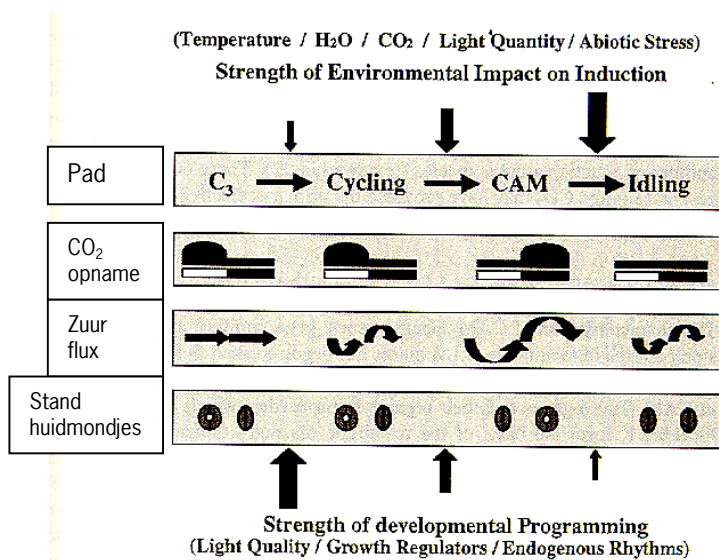 (Temperature / H₂O / CO₂ / Light Quantity / Abiotic Stress)
Strength of Environmental Impact on Induction
Pad
C₃ Cycling CAM Idling
CO₂
opname
Zuur
flux
Stand
huidmondjes
Strength of developmental Programming
(Light Quality / Growth Regulators / Endogenous Rhythms)